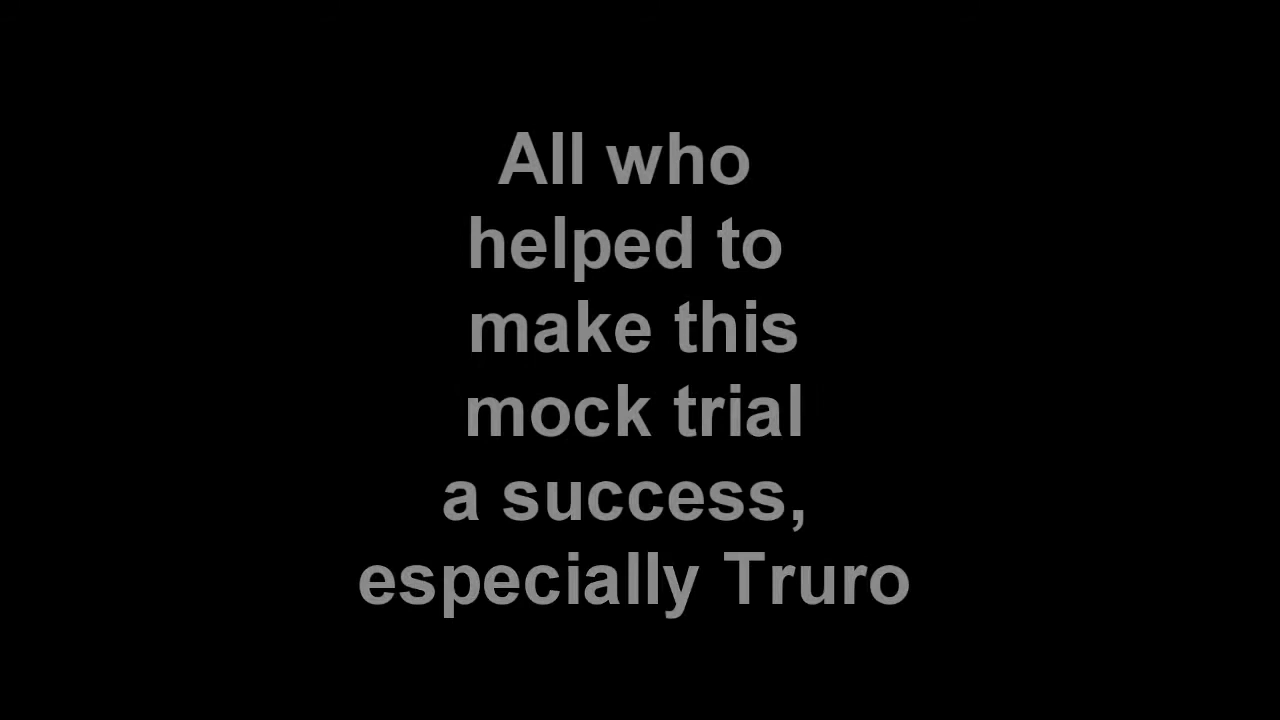 All who
helped to
make this
mock trial
a success,
especially Truro